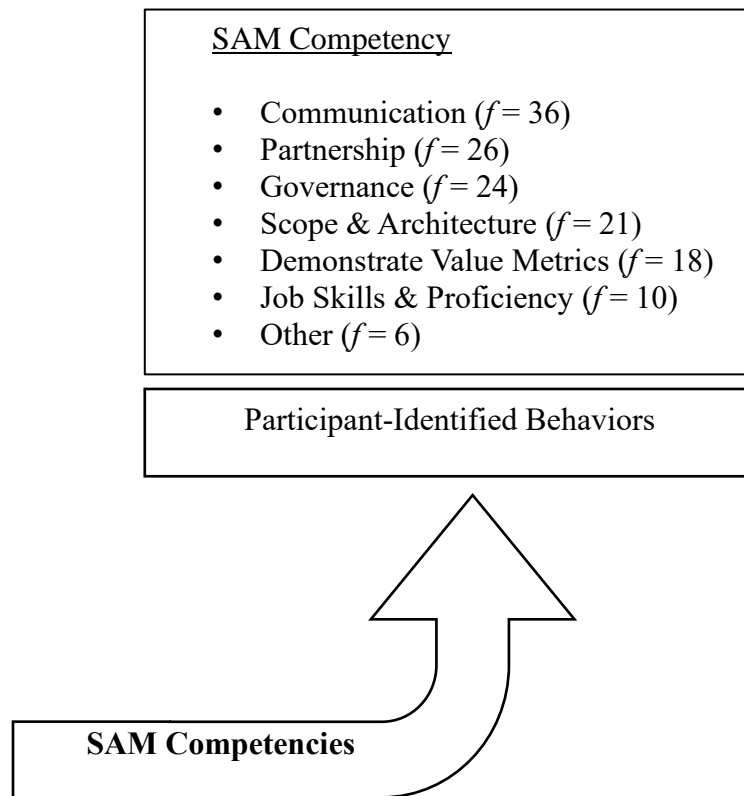 SAM Competency
• Communication (f = 36)
• Partnership (f = 26)
• Governance (f = 24)
• Scope & Architecture (f = 21)
• Demonstrate Value Metrics (f = 18)
• Job Skills & Proficiency (f = 10)
• Other (f = 6)
Participant-Identified Behaviors
SAM Competencies